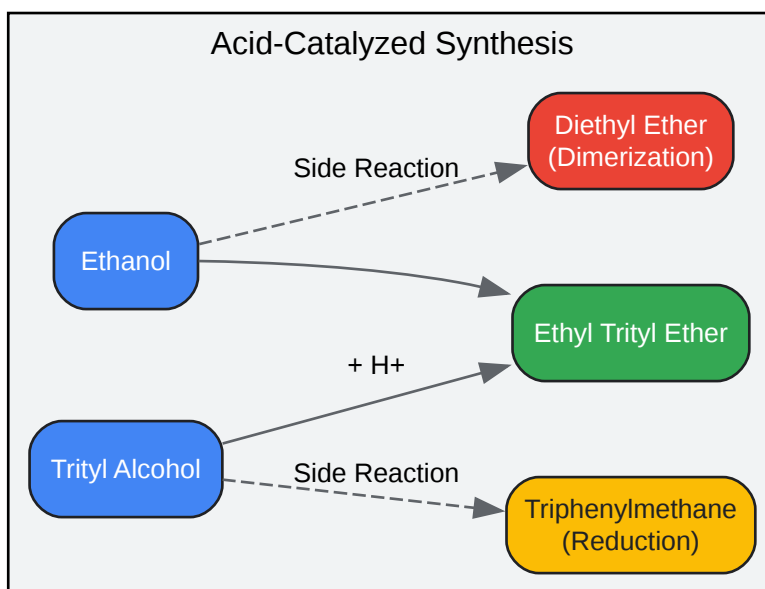 Acid-Catalyzed Synthesis
Diethyl Ether
(Dimerization)
Side Reaction
Ethanol
Ethyl Trityl Ether
+ H+
Trityl Alcohol
Side Reaction
Triphenylmethane
(Reduction)